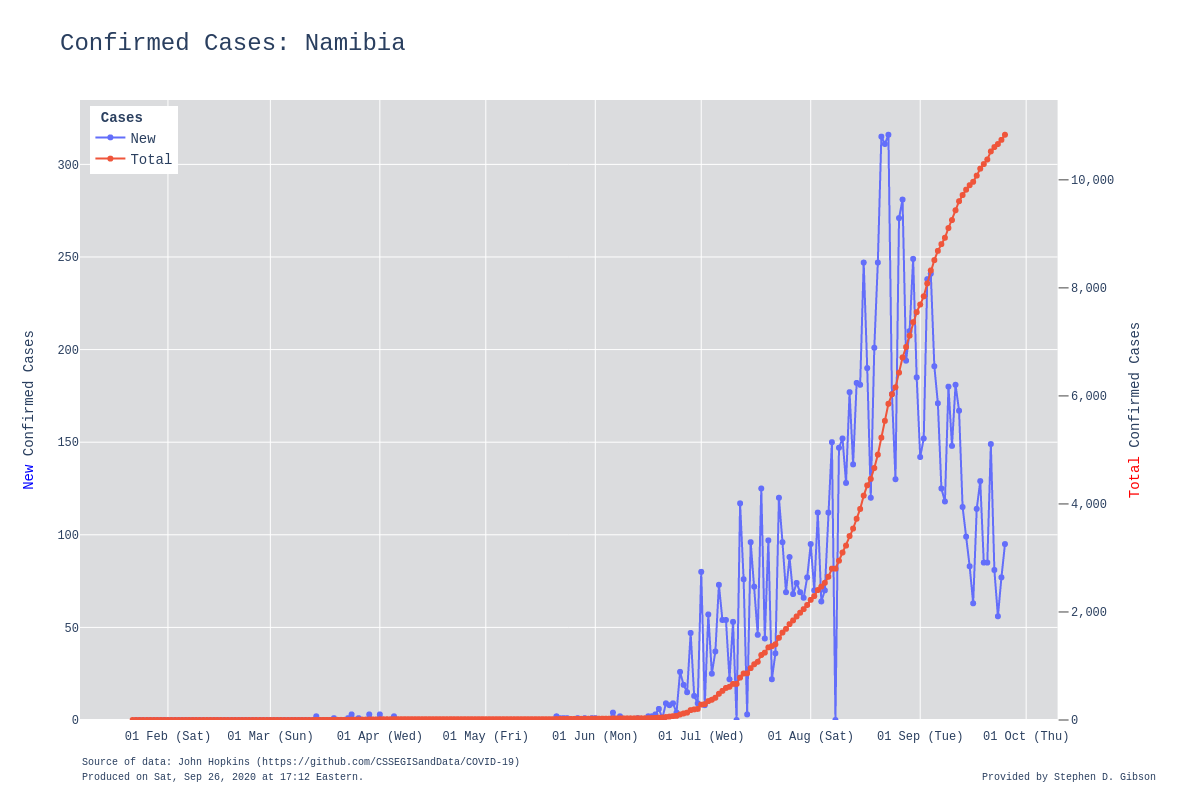 Confirmed Cases: Namibia
Cases
New
Total
300
250
200
150
100
50
0
10,000
8,000
6,000
4,000
2,000
0
New Confirmed Cases
Total Confirmed Cases
01 Feb (Sat) 01 Mar (Sun) 01 Apr (Wed) 01 May (Fri) 01 Jun (Mon) 01 Jul (Wed) 01 Aug (Sat) 01 Sep (Tue) 01 Oct (Thu)
Source of data: John Hopkins (https://github.com/CSSEGISandData/COVID-19)
Produced on Sat, Sep 26, 2020 at 17:12 Eastern.
Provided by Stephen D. Gibson